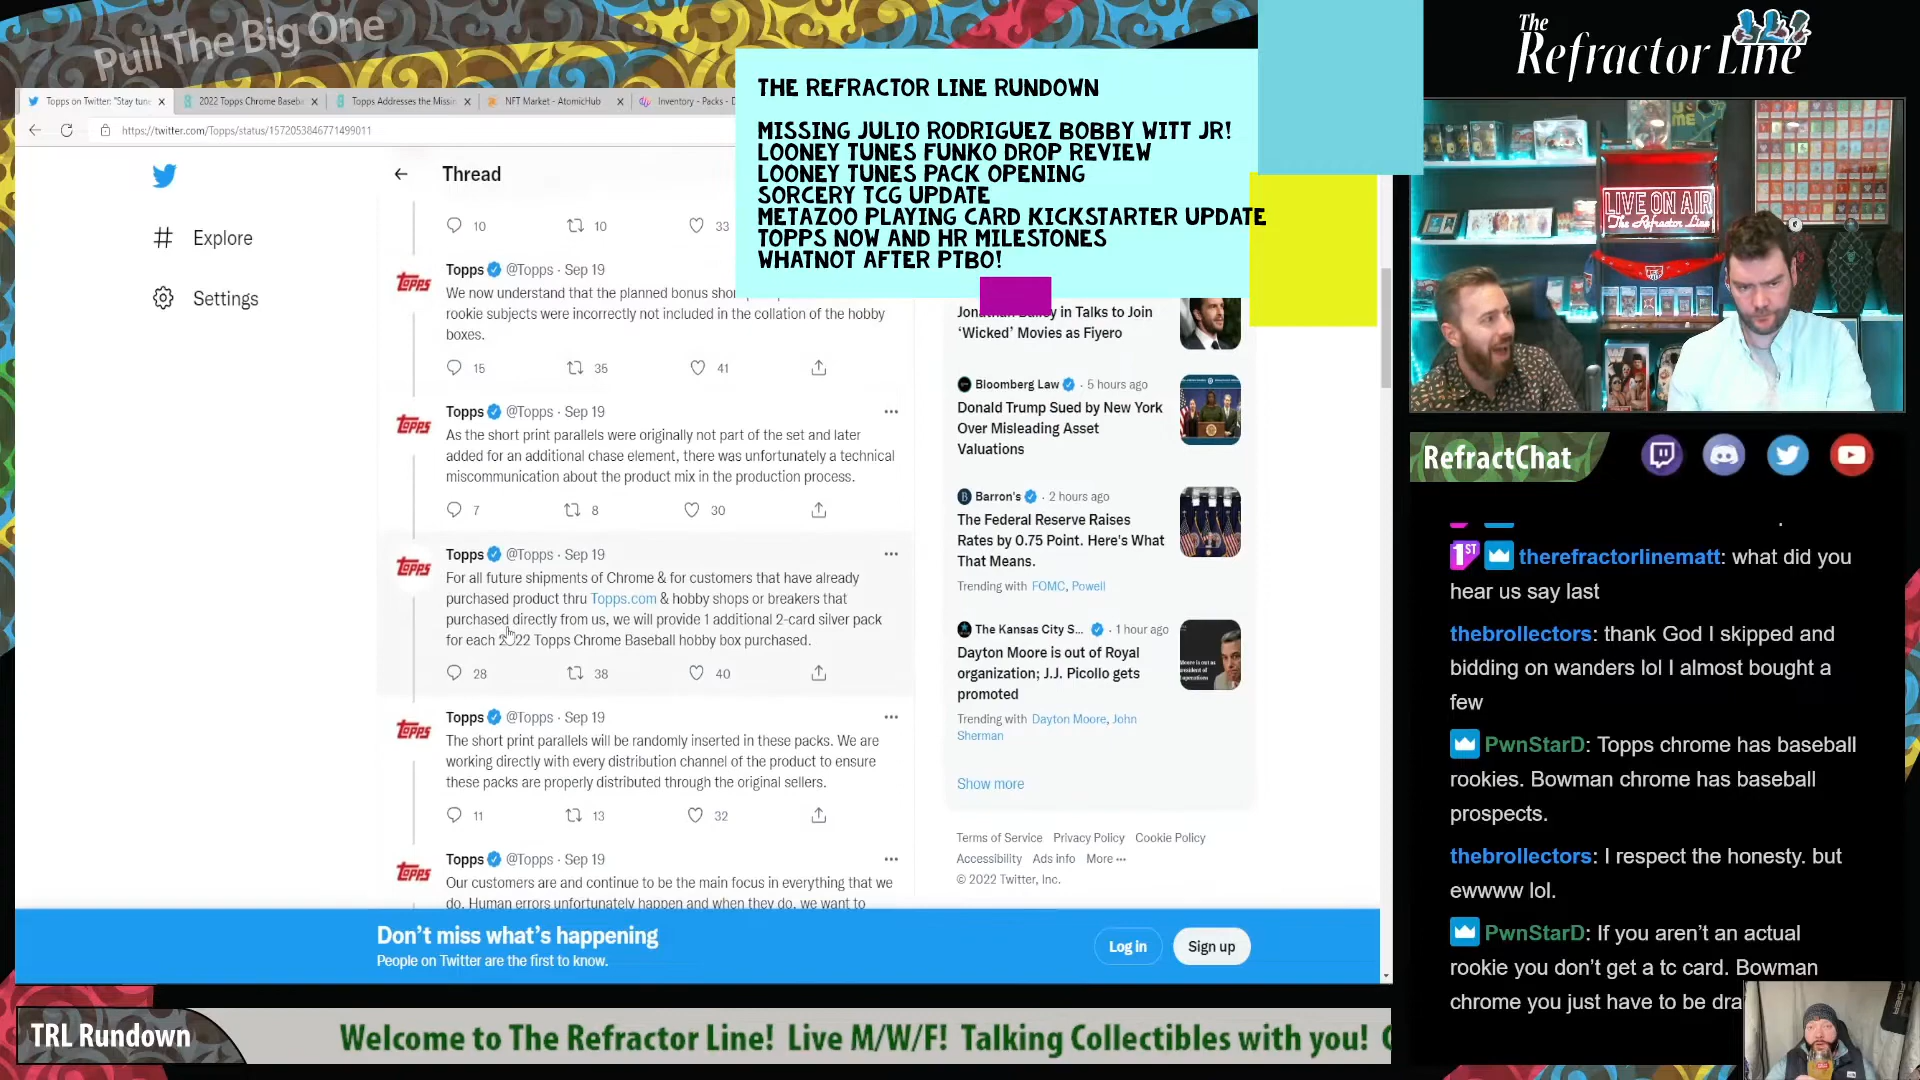 Pull The Big One
Topps on Twitter: "Stay tune
2022 Topps Chrome Baseba
Topps Addresses the Missin
NFT Market - AtomicHub
Inventory - Packs - D
https://twitter.com/Topps/status/1572053846771499011
Explore
Settings
Thread
10
10
33
Topps @Topps · Sep 19
We now understand that the planned bonus shor
rookie subjects were incorrectly not included in the collation of the hobby
boxes.
15
35
41
Topps @Topps · Sep 19
As the short print parallels were originally not part of the set and later
added for an additional chase element, there was unfortunately a technical
miscommunication about the product mix in the production process.
7
8
30
Topps @Topps · Sep 19
For all future shipments of Chrome & for customers that have already
purchased product thru Topps.com & hobby shops or breakers that
purchased directly from us, we will provide 1 additional 2-card silver pack
for each 2022 Topps Chrome Baseball hobby box purchased.
28
38
40
Topps @Topps · Sep 19
The short print parallels will be randomly inserted in these packs. We are
working directly with every distribution channel of the product to ensure
these packs are properly distributed through the original sellers.
11
13
32
Topps @Topps · Sep 19
Our customers are and continue to be the main focus in everything that we
do. Human errors unfortunately happen and when they do, we want to
THE REFRACTOR LINE RUNDOWN
MISSING JULIO RODRIGUEZ BOBBY WITT JR!
LOONEY TUNES FUNKO DROP REVIEW
LOONEY TUNES PACK OPENING
SORCERY TCG UPDATE
METAZOO PLAYING CARD KICKSTARTER UPDATE
TOPPS NOW AND HR MILESTONES
WHATNOT AFTER PTBO!
in Talks to Join
'Wicked' Movies as Fiyero
Bloomberg Law · 5 hours ago
Donald Trump Sued by New York
Over Misleading Asset
Valuations
Barron's · 2 hours ago
The Federal Reserve Raises
Rates by 0.75 Point. Here's What
That Means.
Trending with FOMC, Powell
The Kansas City S... · 1 hour ago
Dayton Moore is out of Royal
organization; J.J. Picollo gets
promoted
Trending with Dayton Moore, John
Sherman
Show more
Terms of Service Privacy Policy Cookie Policy
Accessibility Ads info More ···
© 2022 Twitter, Inc.
Don't miss what's happening
People on Twitter are the first to know.
Log in
Sign up
The
Refractor Line
LIVE ON AIR
The Refractor Line
RefractChat
1ST therefractorlinematt: what did you
hear us say last
thebrollectors: thank God I skipped and
bidding on wanders lol I almost bought a
few
PwnStarD: Topps chrome has baseball
rookies. Bowman chrome has baseball
prospects.
thebrollectors: I respect the honesty. but
ewwww lol.
PwnStarD: If you aren't an actual
rookie you don't get a tc card. Bowman
chrome you just have to be dra
TRL Rundown
Welcome to The Refractor Line! Live M/W/F! Talking Collectibles with you!